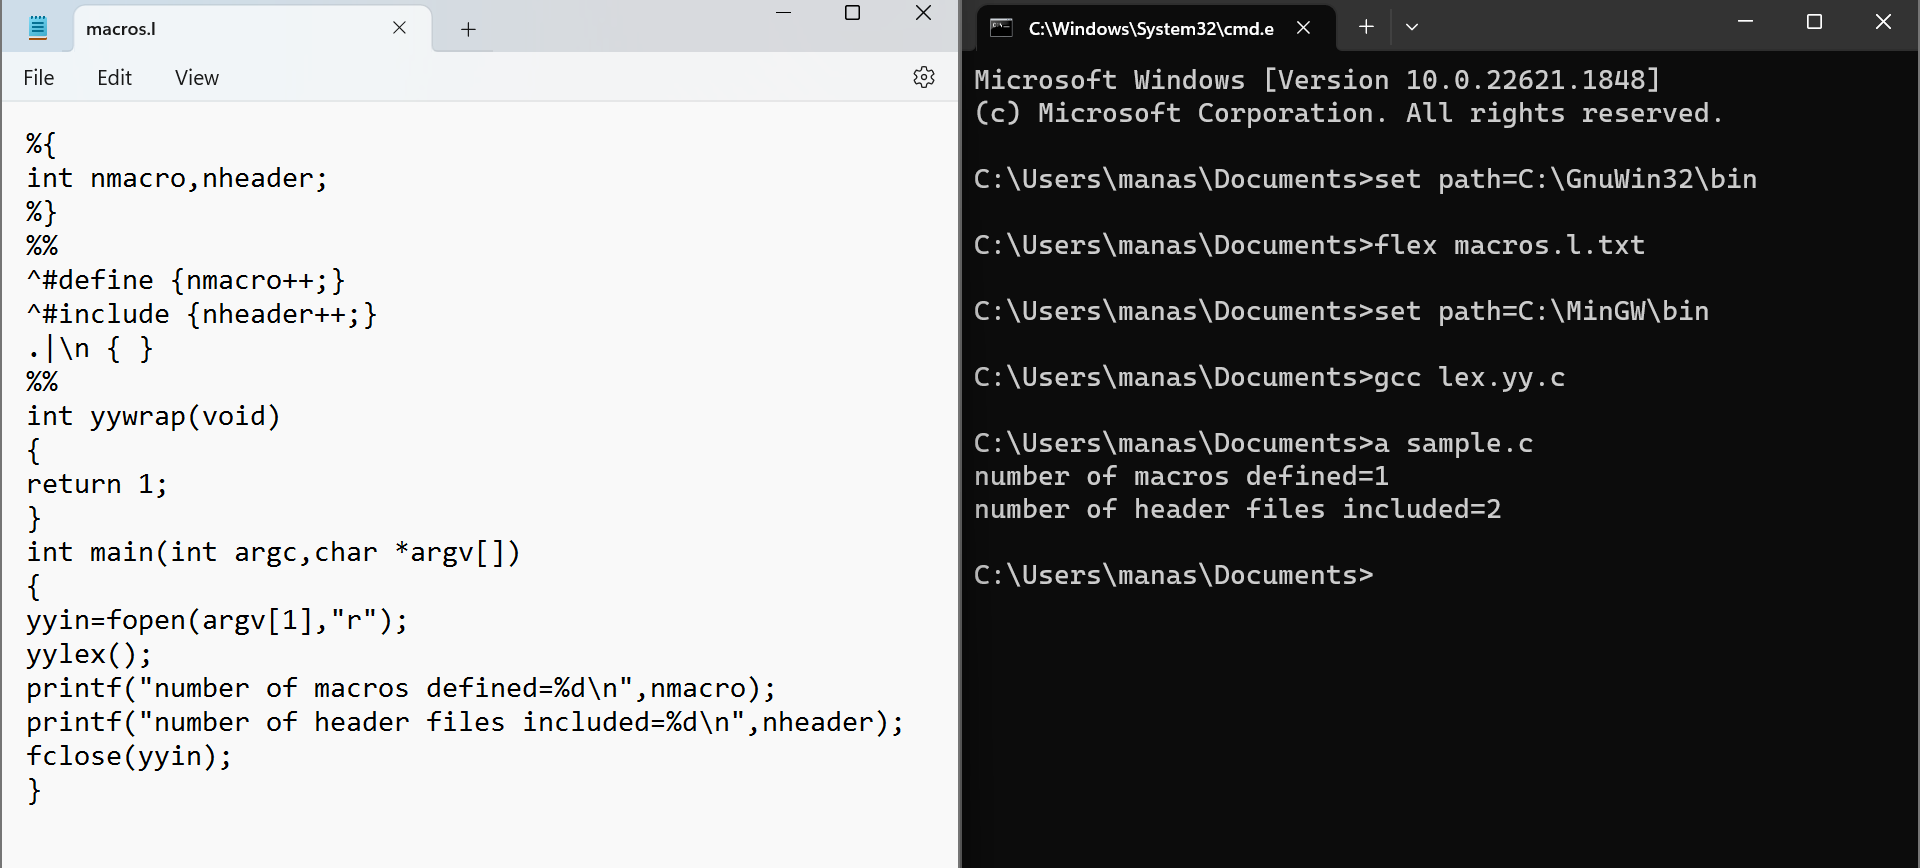 macros.l
File Edit View
%{
int nmacro,nheader;
%}
%%
^#define {nmacro++;}
^#include {nheader++;}
.|\n { }
%%
int yywrap(void)
{
return 1;
}
int main(int argc,char *argv[])
{
yyin=fopen(argv[1],"r");
yylex();
printf("number of macros defined=%d\n",nmacro);
printf("number of header files included=%d\n",nheader);
fclose(yyin);
}
C:\Windows\System32\cmd.e
Microsoft Windows [Version 10.0.22621.1848]
(c) Microsoft Corporation. All rights reserved.
C:\Users\manas\Documents>set path=C:\GnuWin32\bin
C:\Users\manas\Documents>flex macros.l.txt
C:\Users\manas\Documents>set path=C:\MinGW\bin
C:\Users\manas\Documents>gcc lex.yy.c
C:\Users\manas\Documents>a sample.c
number of macros defined=1
number of header files included=2
C:\Users\manas\Documents>